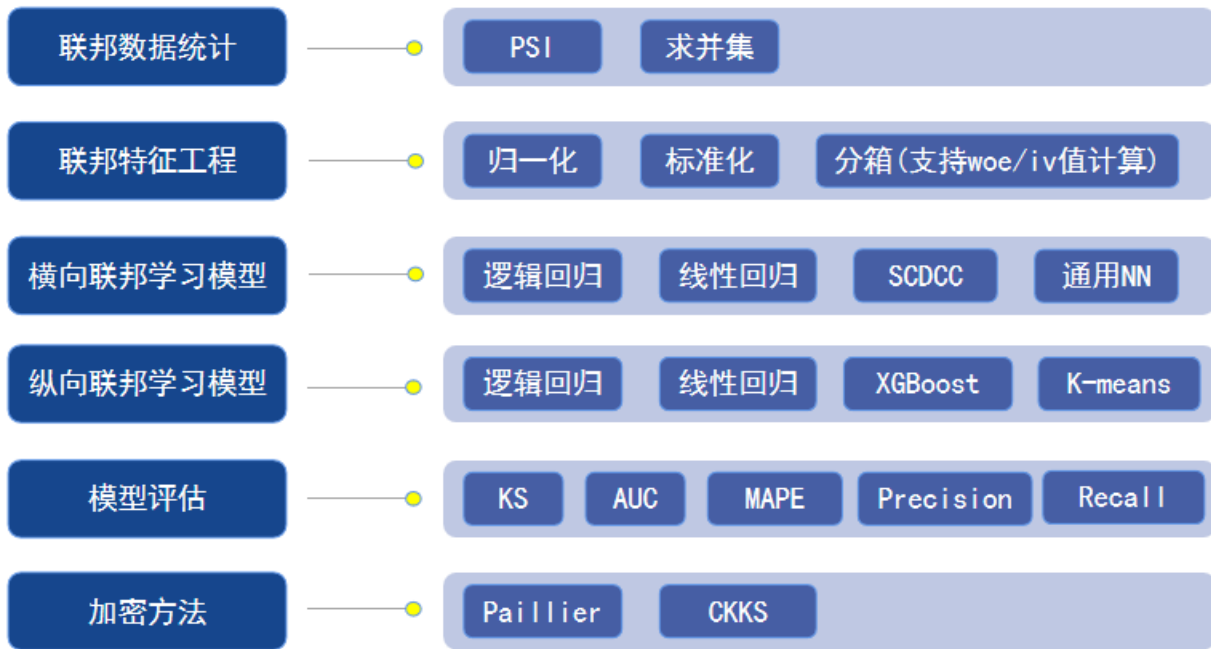 联邦数据统计 PSI 求并集
联邦特征工程 归一化 标准化 分箱(支持woe/iv值计算)
横向联邦学习模型 逻辑回归 线性回归 SCDCC 通用NN
纵向联邦学习模型 逻辑回归 线性回归 XGBoost K-means
模型评估 KS AUC MAPE Precision Recall
加密方法 Paillier CKKS